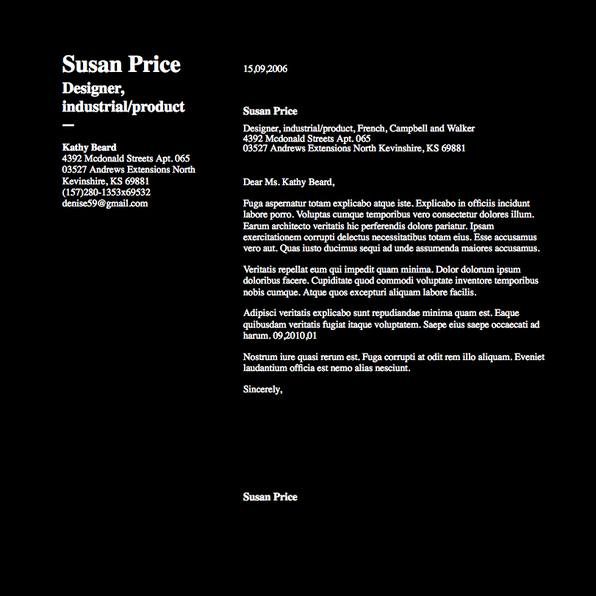 Susan Price
Designer,
industrial/product
—
Kathy Beard
4392 Mcdonald Streets Apt. 065
03527 Andrews Extensions North
Kevinshire, KS 69881
(157)280-1353x69532
denise59@gmail.com
15,09,2006
Susan Price
Designer, industrial/product, French, Campbell and Walker
4392 Mcdonald Streets Apt. 065
03527 Andrews Extensions North Kevinshire, KS 69881
Dear Ms. Kathy Beard,
Fuga aspernatur totam explicabo atque iste. Explicabo in officiis incidunt
labore porro. Voluptas cumque temporibus vero consectetur dolores illum.
Earum architecto veritatis hic perferendis dolore pariatur. Ipsam
exercitationem corrupti delectus necessitatibus totam eius. Esse accusamus
vero aut. Quas iusto ducimus sequi ad unde assumenda maiores accusamus.
Veritatis repellat eum qui impedit quam minima. Dolor dolorum ipsum
doloribus facere. Cupiditate quod commodi voluptate inventore temporibus
nobis cumque. Atque quos excepturi aliquam labore facilis.
Adipisci veritatis explicabo sunt repudiandae minima quam est. Eaque
quibusdam veritatis fugiat itaque voluptatem. Saepe eius saepe occaecati ad
harum. 09,2010,01
Nostrum iure quasi rerum est. Fuga corrupti at odit rem illo aliquam. Eveniet
laudantium officia est nemo alias nesciunt.
Sincerely,
Susan Price